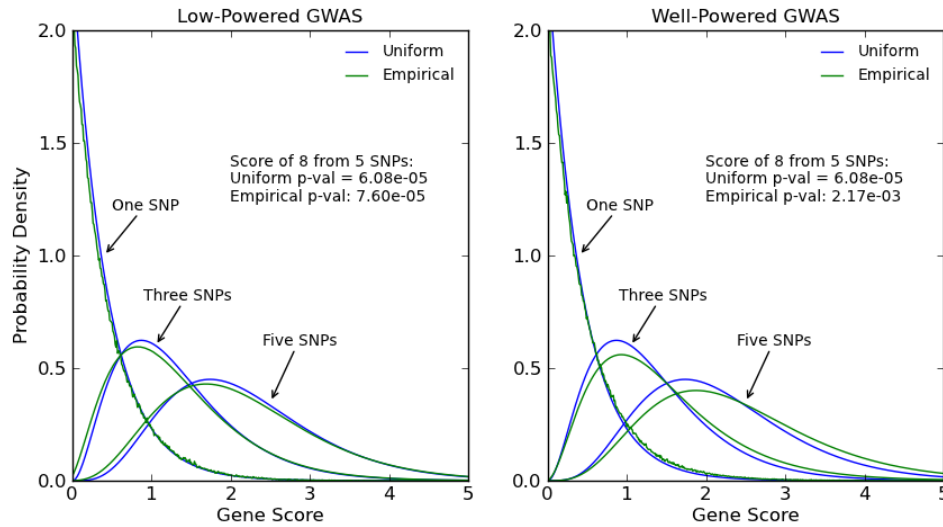 Low-Powered GWAS
2.0
1.5
1.0
0.5
0.0
Probability Density
Uniform
Empirical
Score of 8 from 5 SNPs:
Uniform p-val = 6.08e-05
Empirical p-val: 7.60e-05
One SNP
Three SNPs
Five SNPs
0 1 2 3 4 5
Gene Score
Well-Powered GWAS
2.0
1.5
1.0
0.5
0.0
Uniform
Empirical
Score of 8 from 5 SNPs:
Uniform p-val = 6.08e-05
Empirical p-val: 2.17e-03
One SNP
Three SNPs
Five SNPs
0 1 2 3 4 5
Gene Score